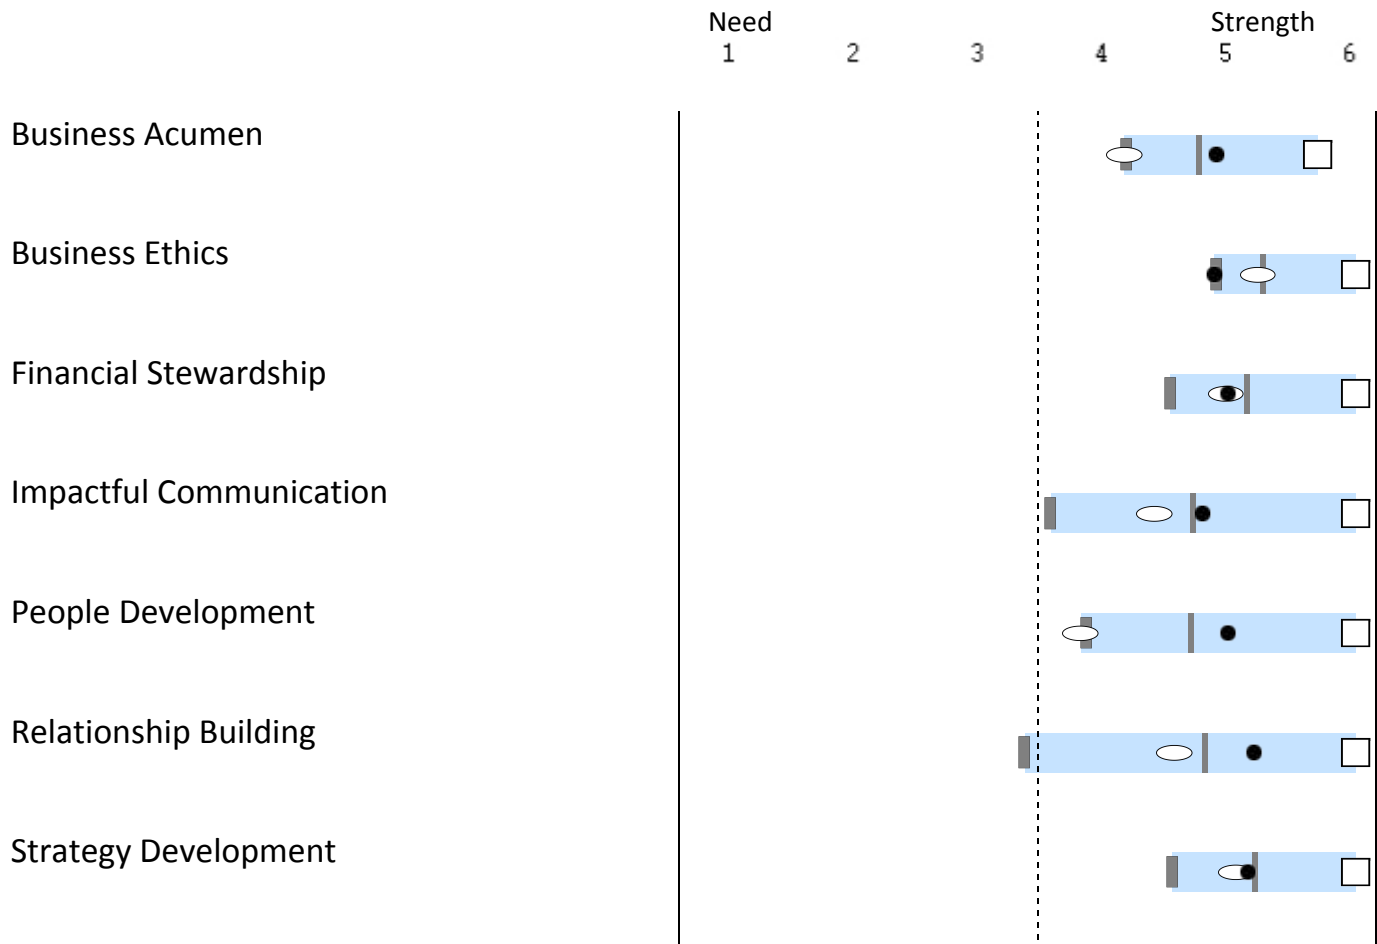 Need Strength
1 2 3 4 5 6
Business Acumen
Business Ethics
Financial Stewardship
Impactful Communication
People Development
Relationship Building
Strategy Development